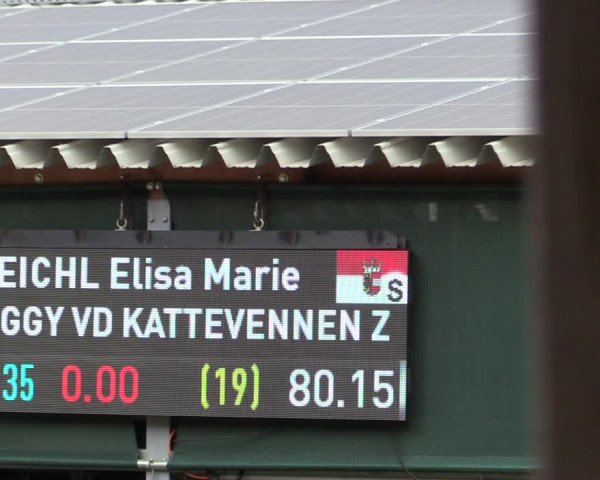 EICHL Elisa Marie S
GGY VD KATTEVENNEN Z
35 0.00 (19) 80.15